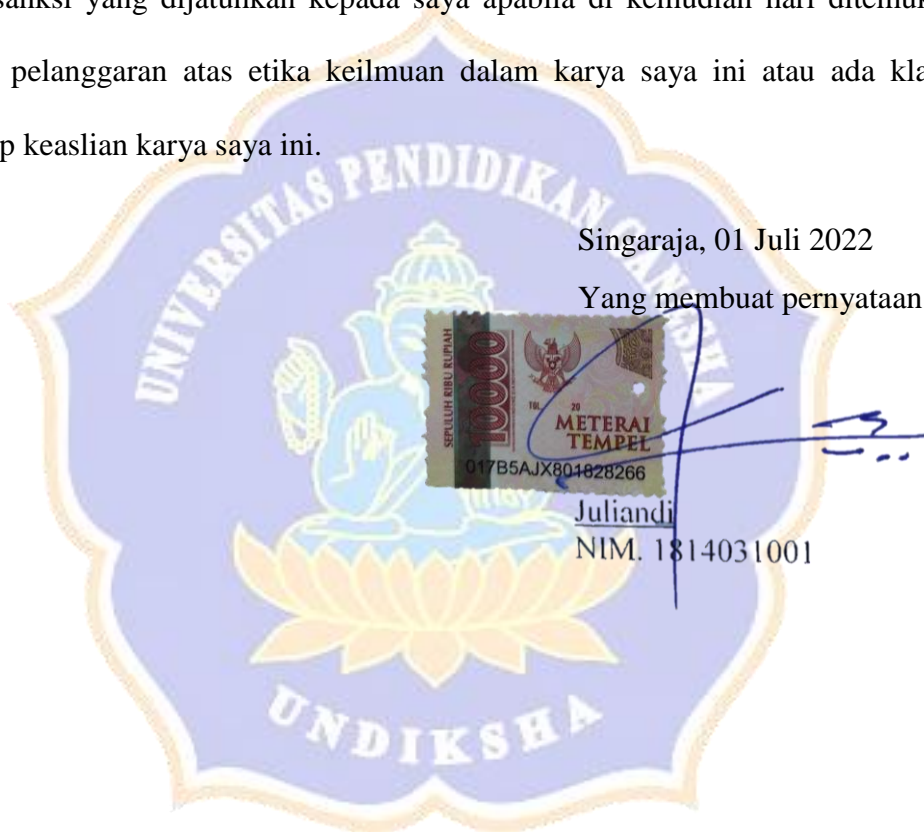 sanksi yang dijatuhkan kepada saya apabila di kemudian hari
pelanggaran atas etika keilmuan dalam karya saya ini atau ada
keaslian karya saya ini.
UNIVERSITAS PENDIDIKAN GANESHA
Singaraja, 01 Juli 2022
Yang membuat pernyataan
SEPULUH RIBU RUPIAH
10000
TGL. 20
METERAI
TEMPEL
017B5AJX801828266
Juliandi
NIM. 1814031001
UNDIKSHA